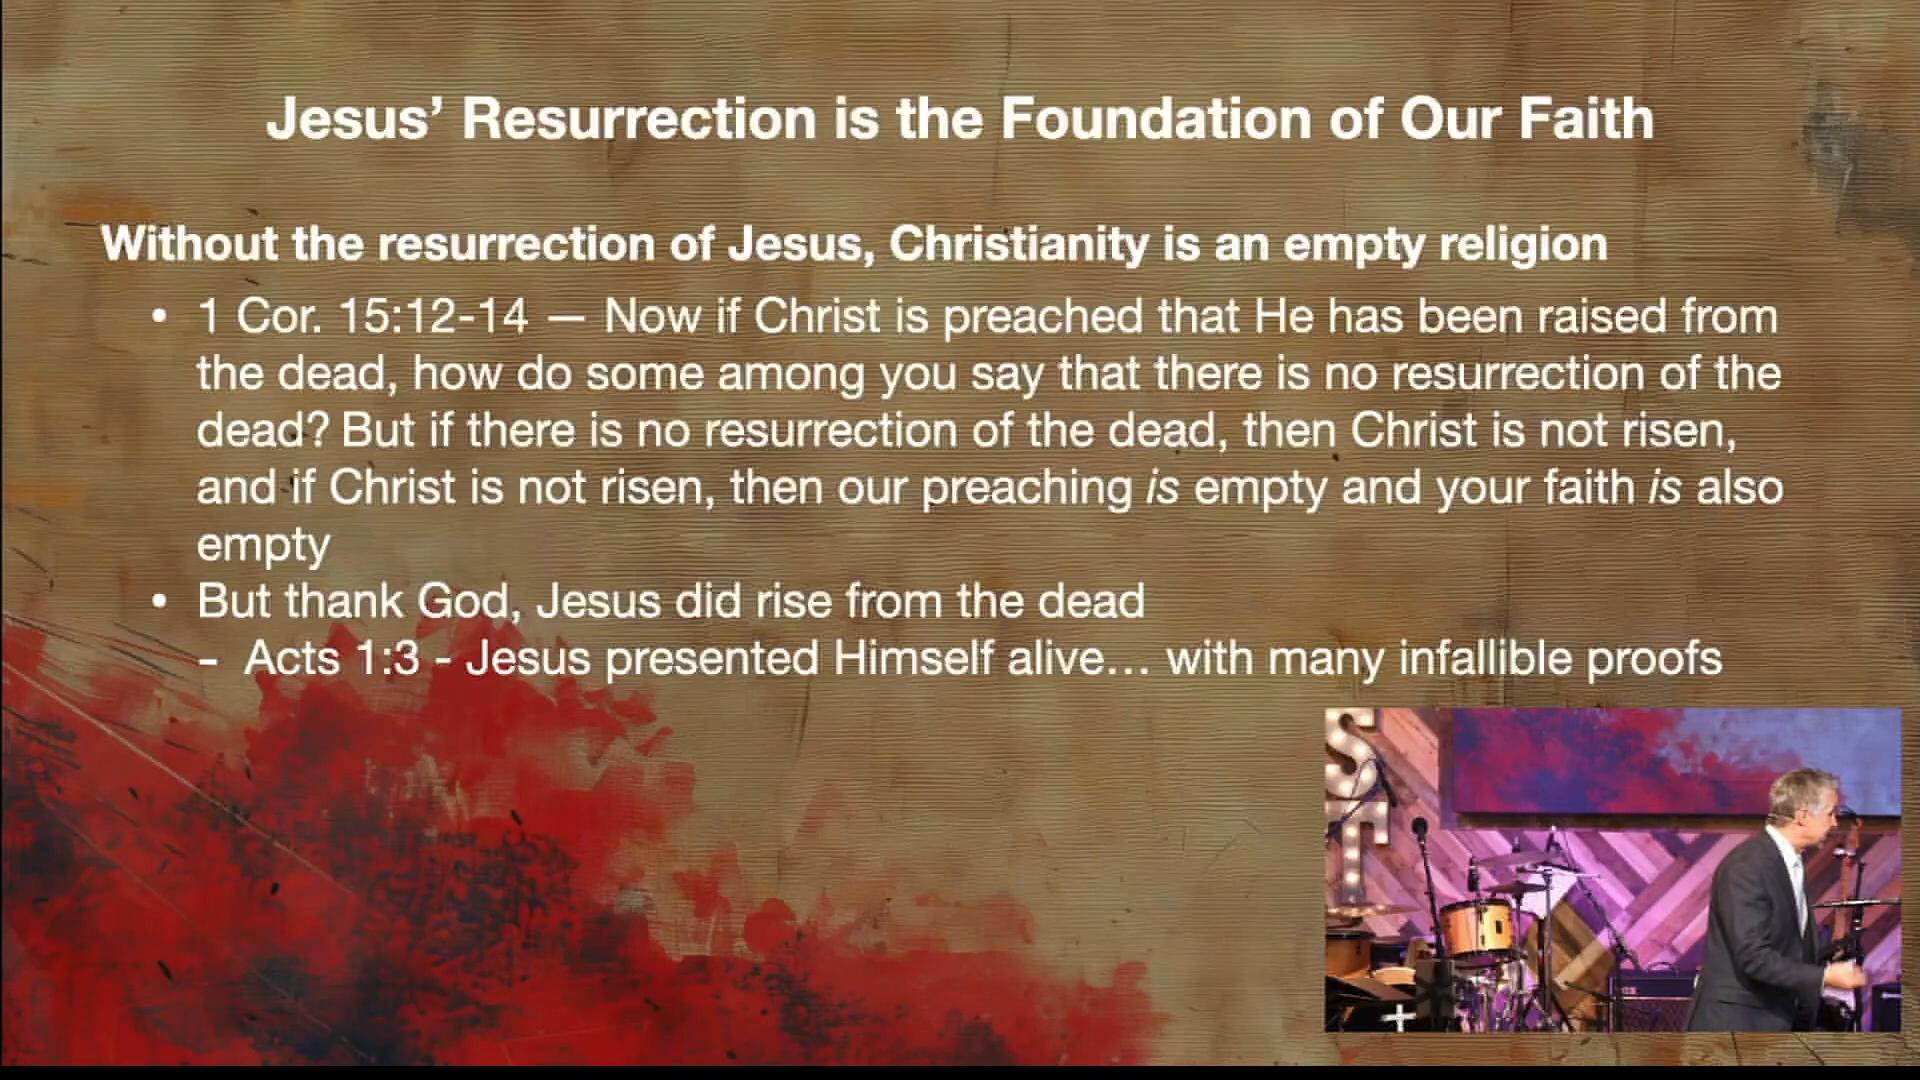 Jesus’ Resurrection is the Foundation of Our Faith
Without the resurrection of Jesus, Christianity is an empty religion
• 1 Cor. 15:12-14 — Now if Christ is preached that He has been raised from
the dead, how do some among you say that there is no resurrection of the
dead? But if there is no resurrection of the dead, then Christ is not risen,
and if Christ is not risen, then our preaching is empty and your faith is also
empty
• But thank God, Jesus did rise from the dead
- Acts 1:3 - Jesus presented Himself alive… with many infallible proofs